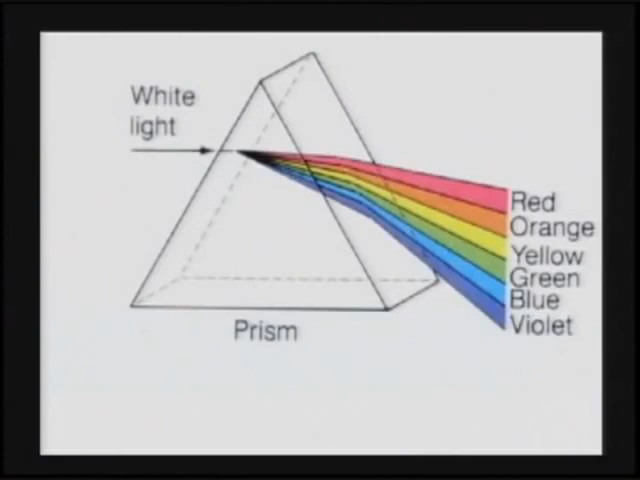 White
light
Red
Orange
Yellow
Green
Blue
Violet
Prism